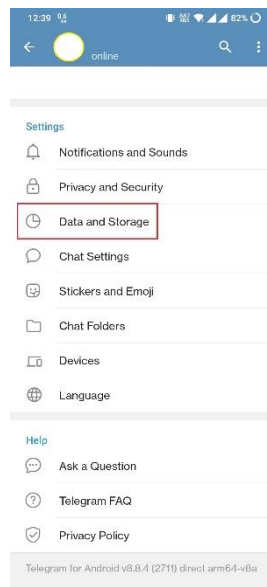 12:39
82%
online
Settings
Notifications and Sounds
Privacy and Security
Data and Storage
Chat Settings
Stickers and Emoji
Chat Folders
Devices
Language
Help
Ask a Question
Telegram FAQ
Privacy Policy
Telegram for Android v8.8.4 (2711) direct arm64-v8a